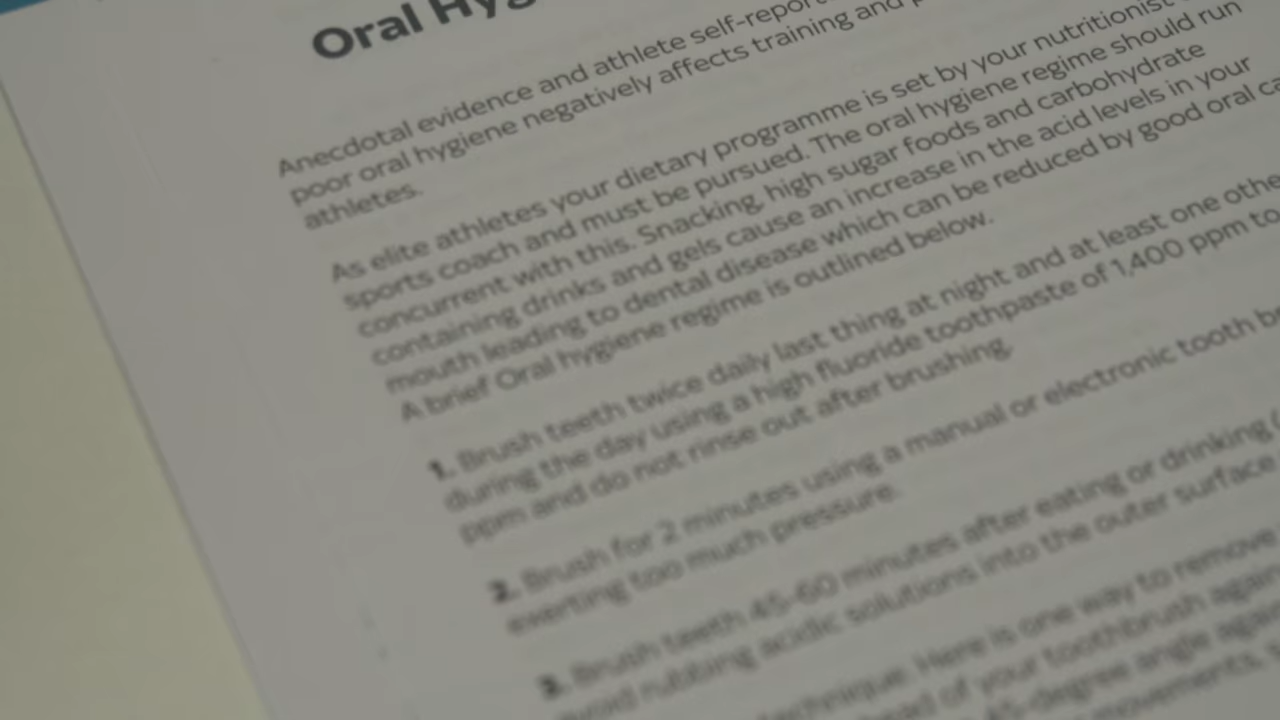 Oral Hyg
Anecdotal evidence and athlete self-report
poor oral hygiene negatively affects training and
athletes.
As elite athletes your dietary programme is set by your nutritionist
sports coach and must be pursued. The oral hygiene regime should run
concurrent with this. Snacking, high sugar foods and carbohydrate
containing drinks and gels cause an increase in the acid levels in your
mouth leading to dental disease which can be reduced by good oral ca
A brief Oral hygiene regime is outlined below.
1. Brush teeth twice daily last thing at night and at least one othe
during the day using a high fluoride toothpaste of 1,400 ppm to
ppm and do not rinse out after brushing.
2. Brush for 2 minutes using a manual or electronic tooth b
exerting too much pressure.
3. Brush teeth 45-60 minutes after eating or drinking (
avoid rubbing acidic solutions into the outer surface
technique: Here is one way to remove
head of your toothbrush again
45-degree angle again
movements,